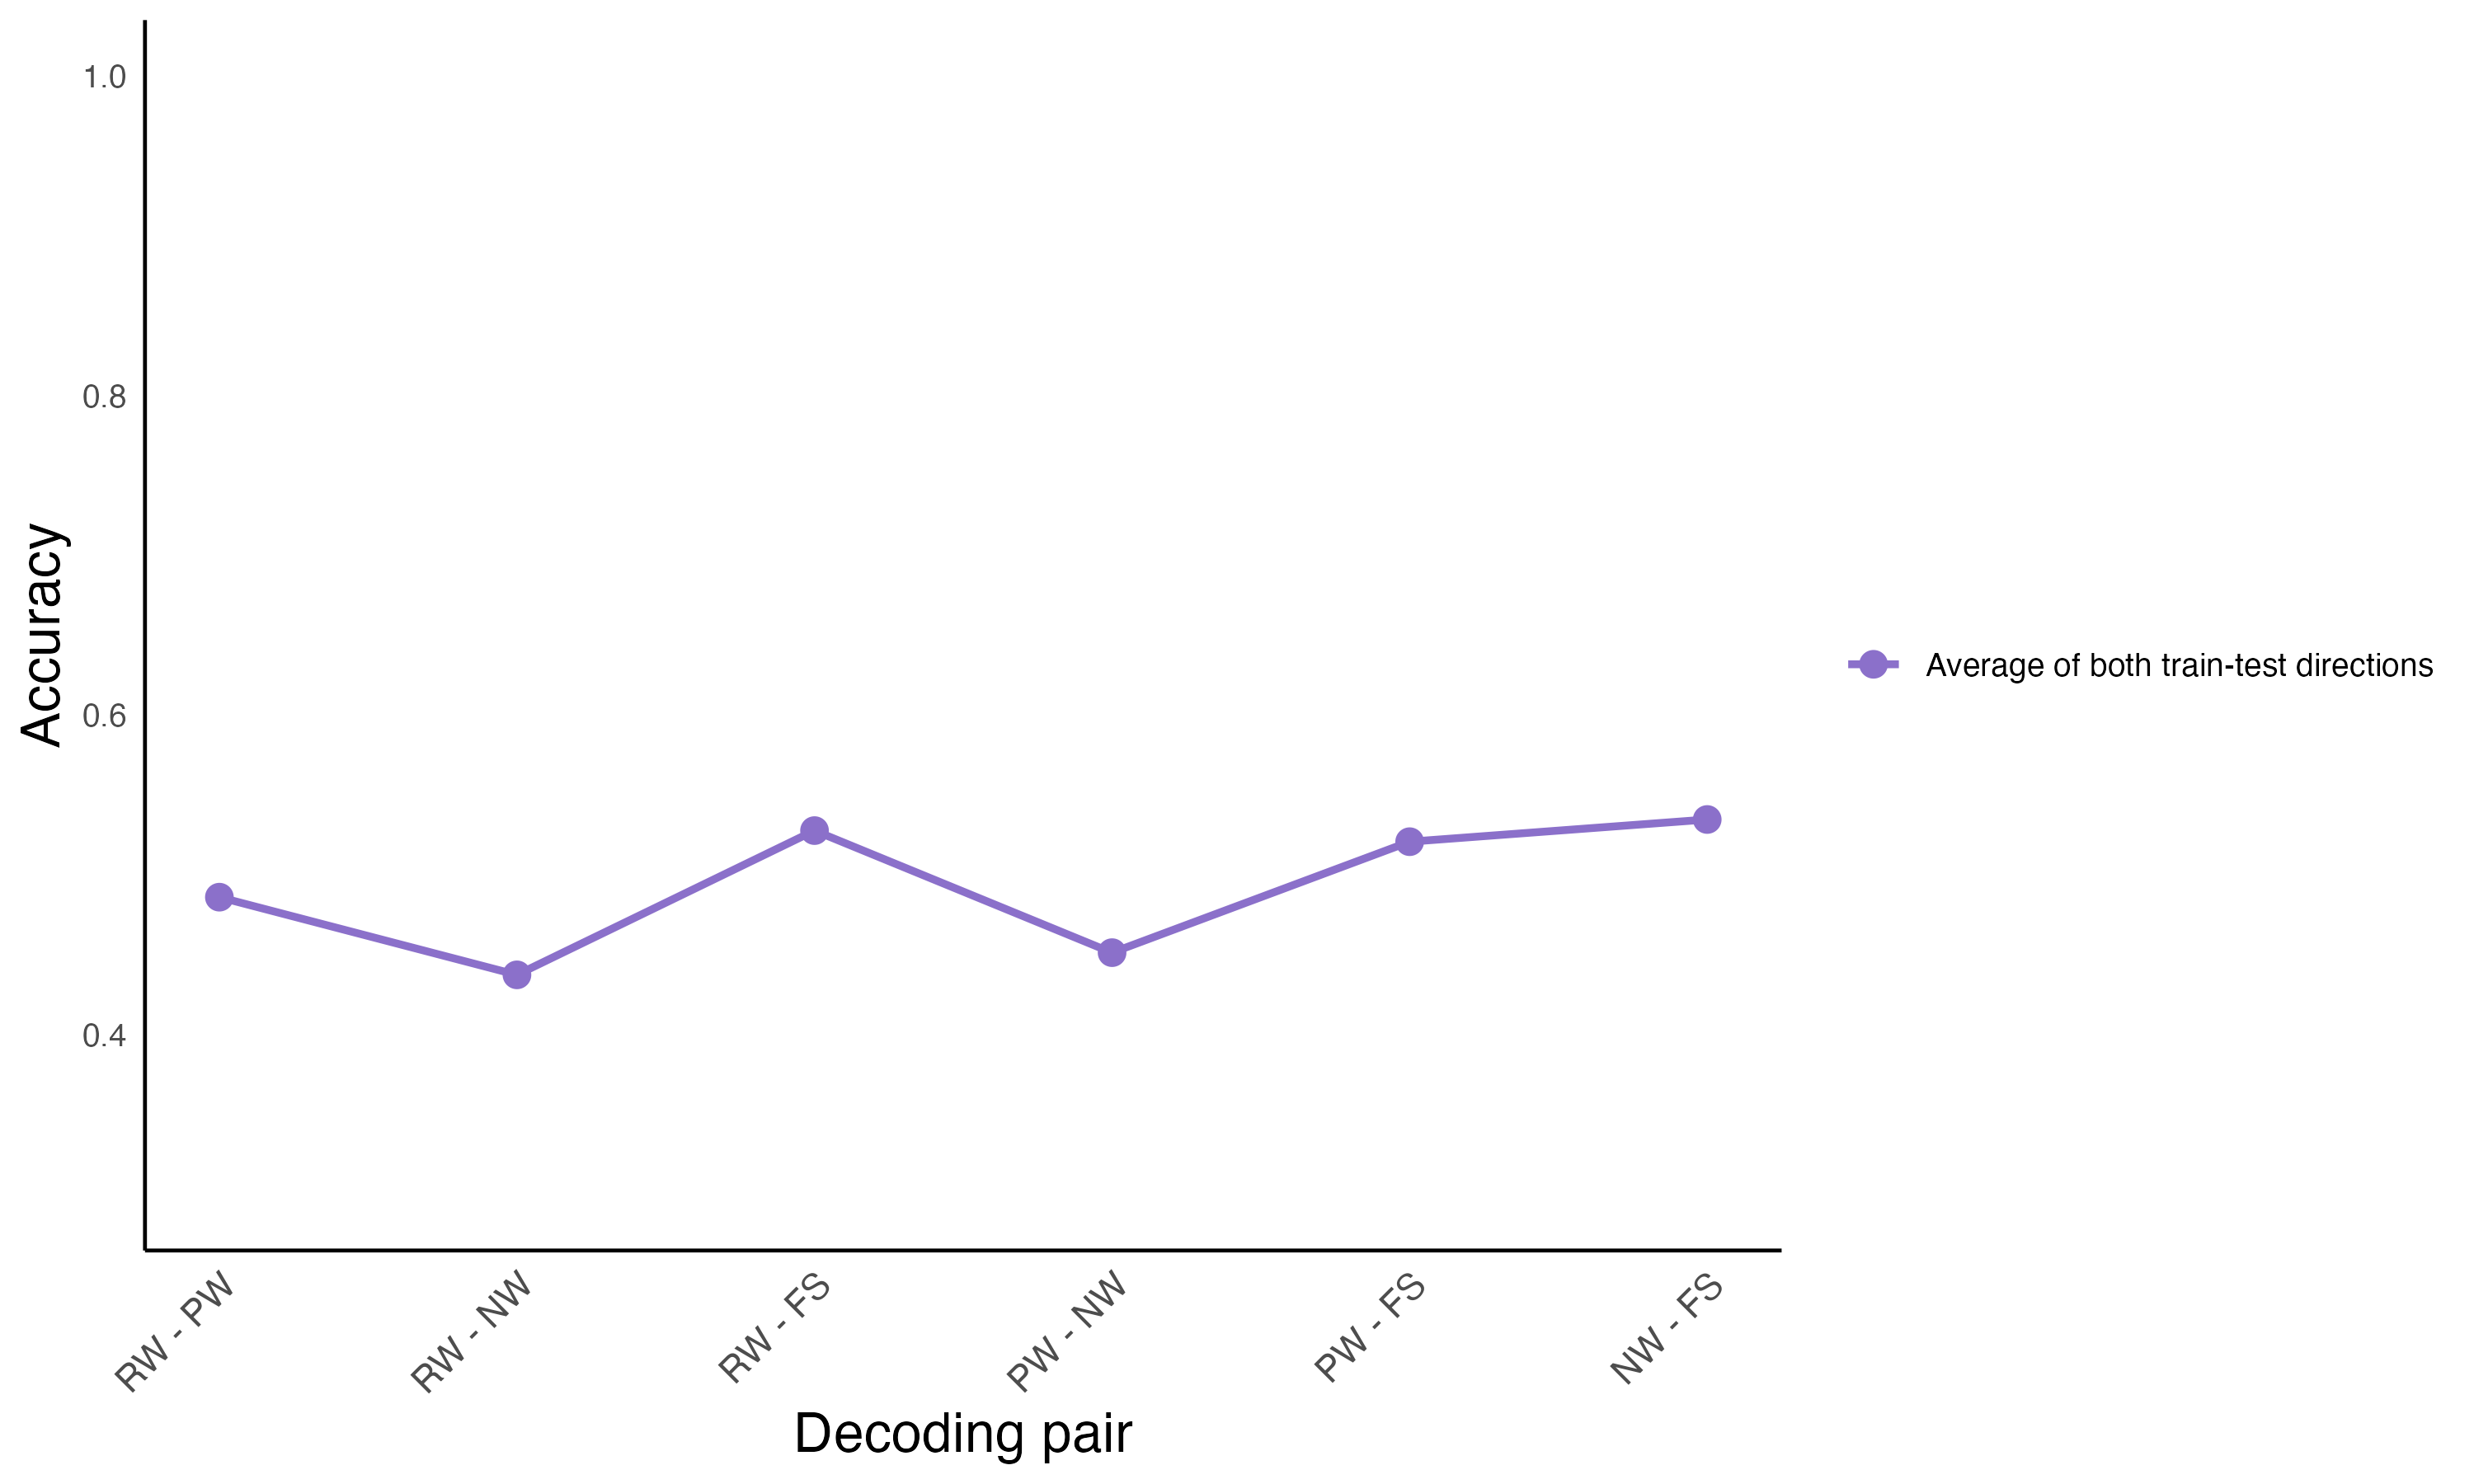 1.0
0.8
0.6
0.4
Accuracy
RW - PW
RW - NW
RW - FS
PW - NW
PW - FS
NW - FS
Decoding pair
Average of both train-test directions